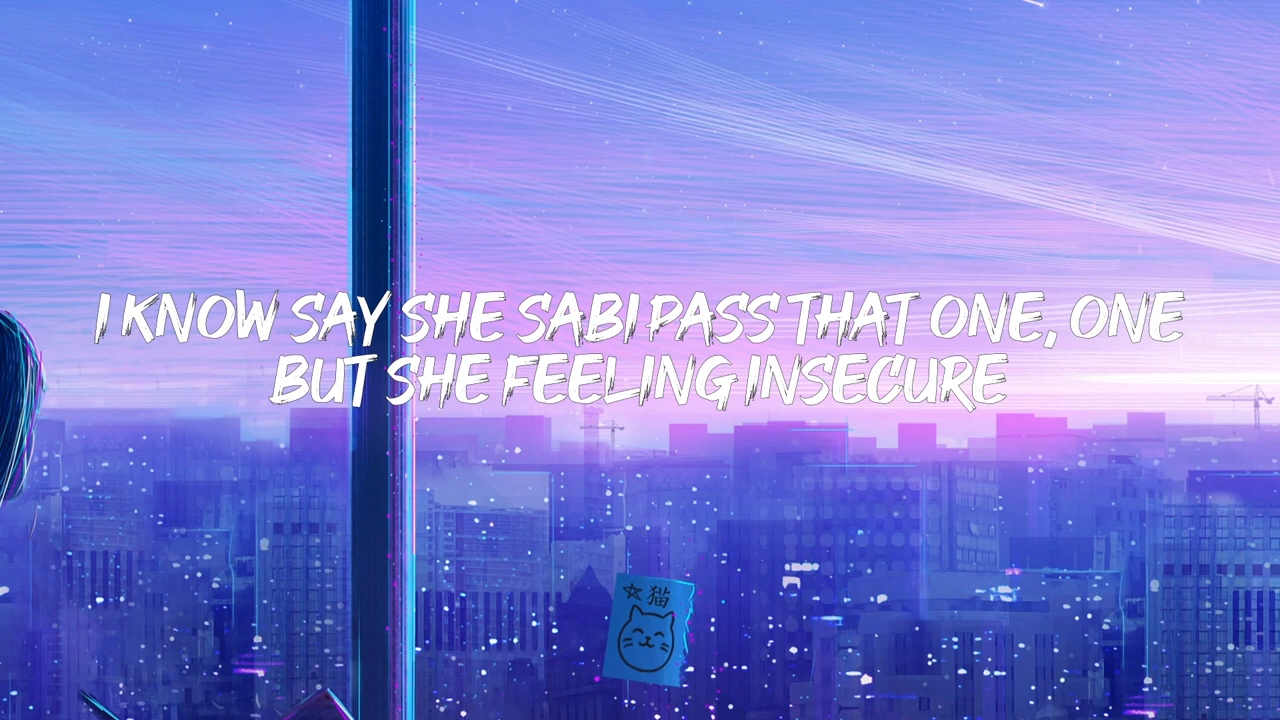 I KNOW SAY SHE SABI PASS THAT ONE, ONE
BUT SHE FEELING INSECURE
☆猫